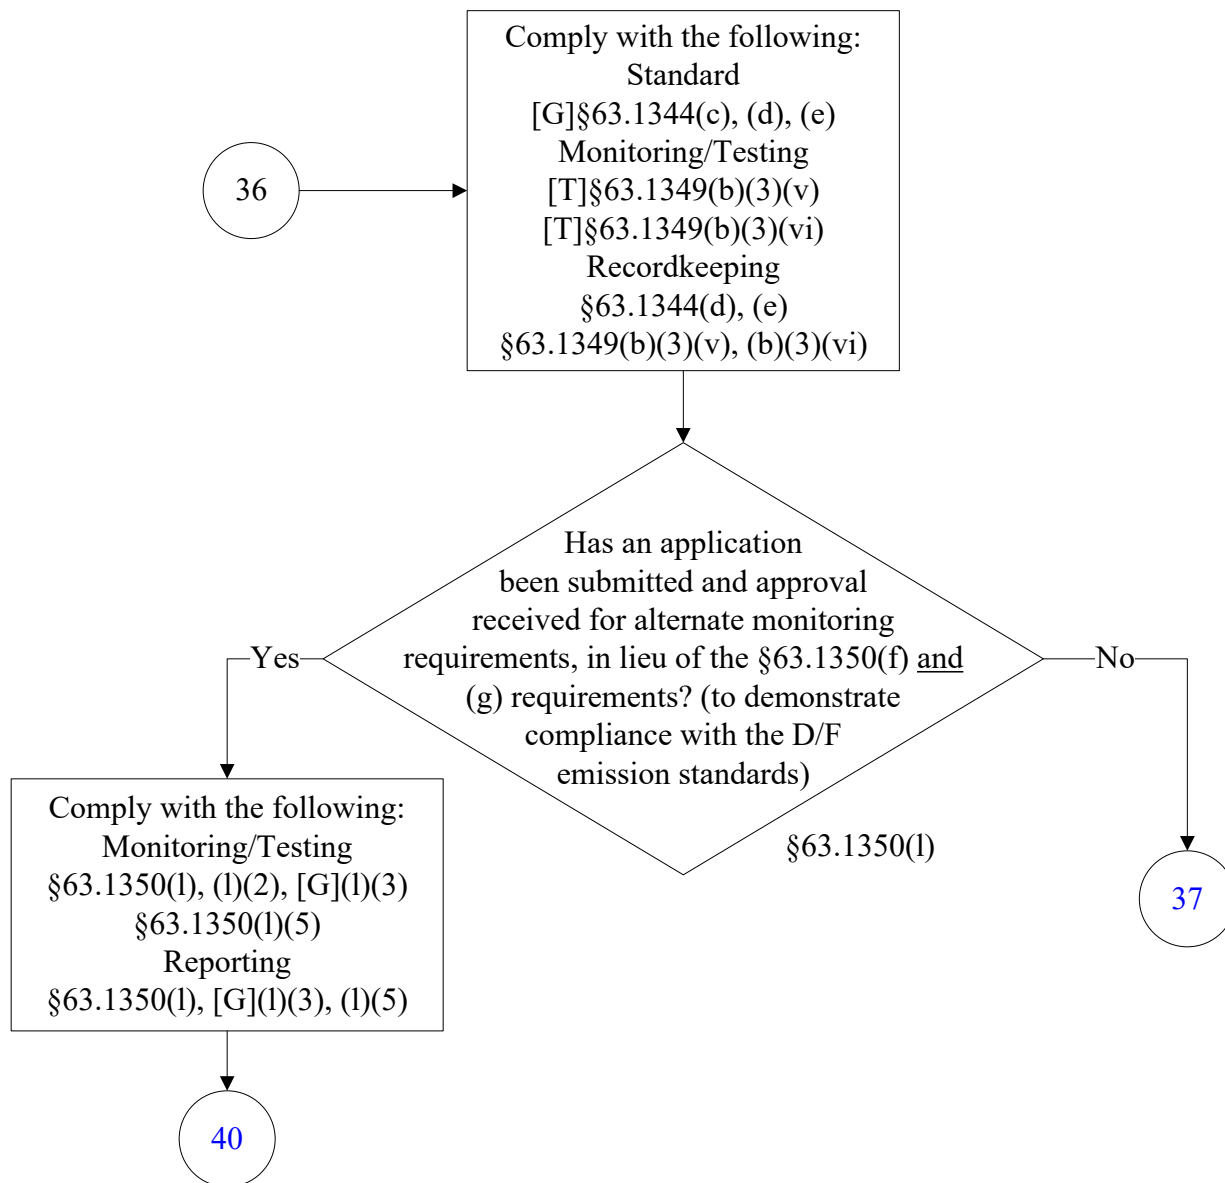 Comply with the following:
Standard
[G]§63.1344(c), (d), (e)
Monitoring/Testing
[T]§63.1349(b)(3)(v)
[T]§63.1349(b)(3)(vi)
Recordkeeping
§63.1344(d), (e)
§63.1349(b)(3)(v), (b)(3)(vi)
36
Has an application
been submitted and approval
received for alternate monitoring
requirements, in lieu of the §63.1350(f) and
(g) requirements? (to demonstrate
compliance with the D/F
emission standards)
§63.1350(l)
Yes
No
Comply with the following:
Monitoring/Testing
§63.1350(l), (l)(2), [G](l)(3)
§63.1350(l)(5)
Reporting
§63.1350(l), [G](l)(3), (l)(5)
37
40